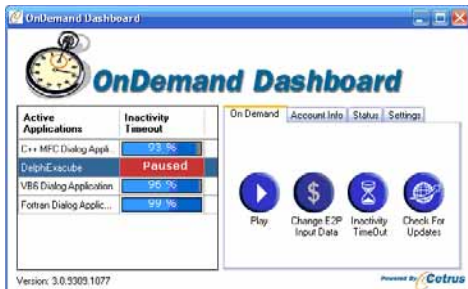 OnDemand Dashboard
OnDemand Dashboard
Active Applications
Inactivity Timeout
C++ MFC Dialog Appli...
93 %
DelphiExacube
Paused
VB6 Dialog Application
96 %
Fortran Dialog Applic...
99 %
On Demand
Account Info
Status
Settings
Play
Change E2P Input Data
Inactivity TimeOut
Check For Updates
Version: 3.0.9309.1077
Powered By Cetrus